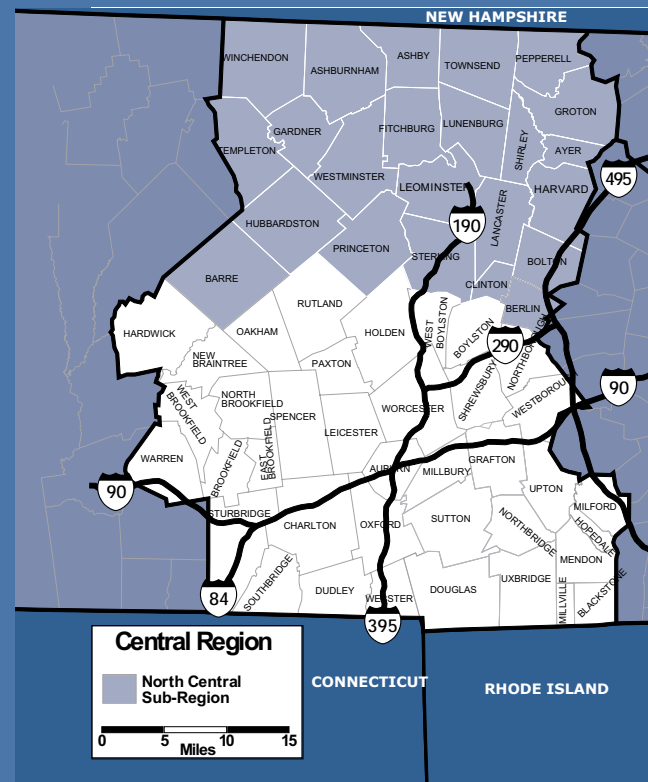 NEW HAMPSHIRE
WINCHENDON
ASHBURNHAM
ASHBY
TOWNSEND
PEPPERELL
GROTON
TEMPLETON
GARDNER
FITCHBURG
LUNENBURG
SHIRLEY
AYER
WESTMINSTER
LEOMINSTER
LANCASTER
HARVARD
495
190
HUBBARDSTON
PRINCETON
STERLING
BOLTON
BARRE
CLINTON
BERLIN
RUTLAND
HARDWICK
OAKHAM
HOLDEN
WEST
BOYLSTON
BOYLSTON
290
NORTHBOROUGH
NEW
BRAINTREE
PAXTON
90
WEST
BROOKFIELD
NORTH
BROOKFIELD
SPENCER
WORCESTER
SHREWSBURY
WESTBOROUGH
LEICESTER
WARREN
BROOKFIELD
EAST
BROOKFIELD
AUBURN
MILLBURY
GRAFTON
90
UPTON
MILFORD
STURBRIDGE
CHARLTON
OXFORD
SUTTON
NORTHBRIDGE
HOPEDALE
MENDON
84
SOUTHBRIDGE
DUDLEY
WEBSTER
DOUGLAS
UXBRIDGE
MILLVILLE
BLACKSTONE
395
Central Region
North Central
Sub-Region
0 5 10 15
Miles
CONNECTICUT
RHODE ISLAND